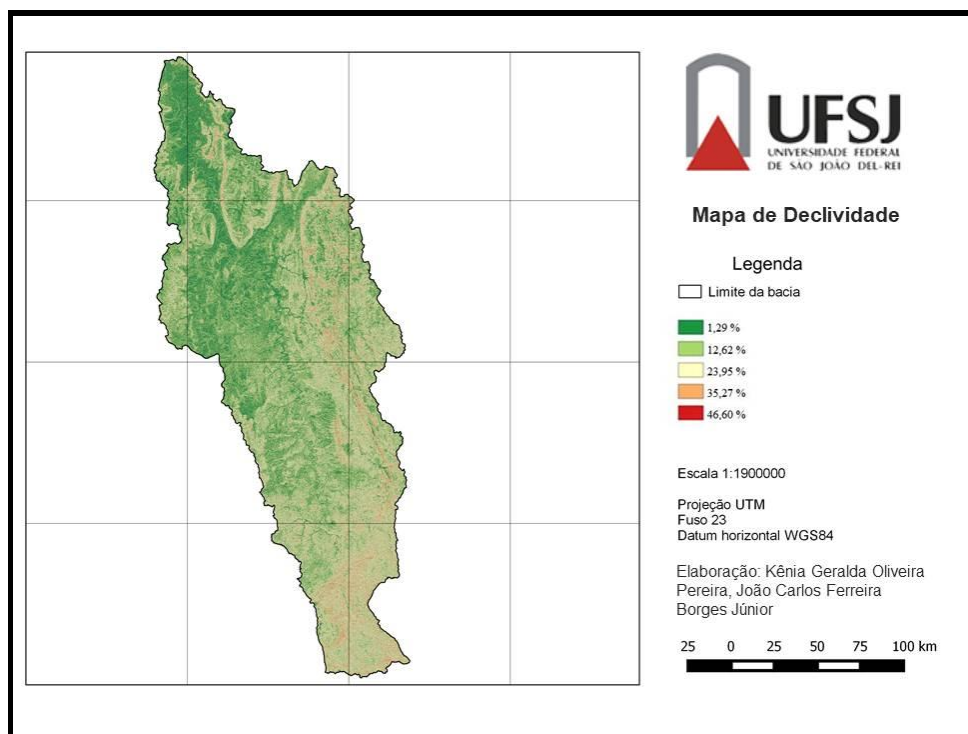 UFSJ
UNIVERSIDADE FEDERAL
DE SÃO JOÃO DEL-REI
Mapa de Declividade
Legenda
Limite da bacia
1,29 %
12,62 %
23,95 %
35,27 %
46,60 %
Escala 1:1900000
Projeção UTM
Fuso 23
Datum horizontal WGS84
Elaboração: Kênia Geralda Oliveira
Pereira, João Carlos Ferreira
Borges Júnior
25 0 25 50 75 100 km